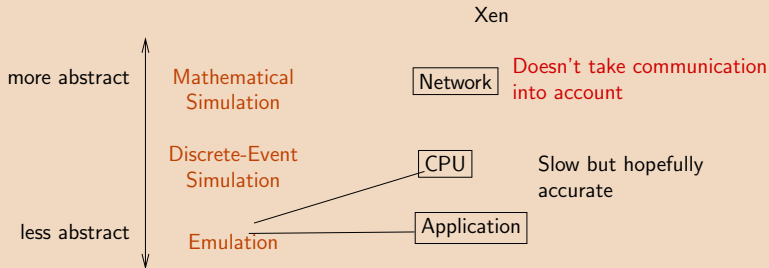 Xen
more abstract
Mathematical
Simulation
Network
Doesn't take communication
into account
Discrete-Event
Simulation
CPU
Slow but hopefully
accurate
less abstract
Emulation
Application